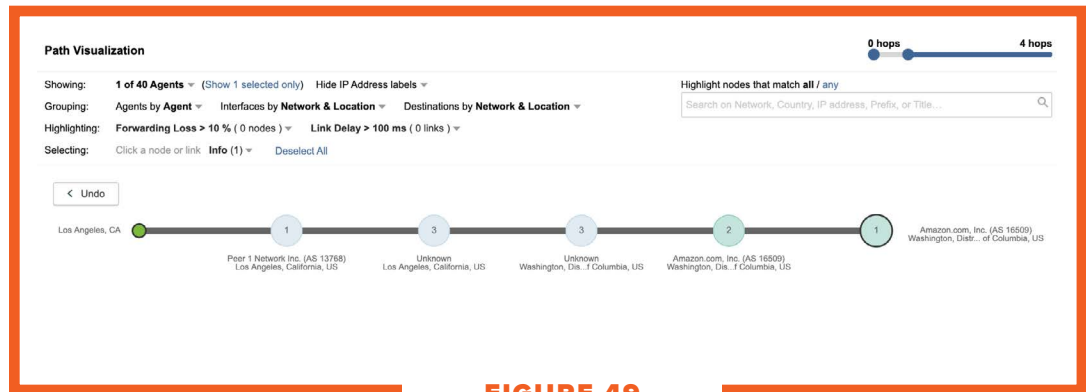 Path Visualization
0 hops 4 hops
Showing: 1 of 40 Agents (Show 1 selected only) Hide IP Address labels
Highlight nodes that match all / any
Grouping: Agents by Agent Interfaces by Network & Location Destinations by Network & Location
Search on Network, Country, IP address, Prefix, or Title...
Highlighting: Forwarding Loss > 10 % ( 0 nodes ) Link Delay > 100 ms ( 0 links )
Selecting: Click a node or link Info (1) Deselect All
< Undo
Los Angeles, CA 1 3 3 2 1
Amazon.com, Inc. (AS 16509)
Washington, Distr... of Columbia, US
Peer 1 Network Inc. (AS 13768)
Los Angeles, California, US
Unknown
Los Angeles, California, US
Unknown
Washington, Dis...f Columbia, US
Amazon.com, Inc. (AS 16509)
Washington, Dis...f Columbia, US
FIGURE 49